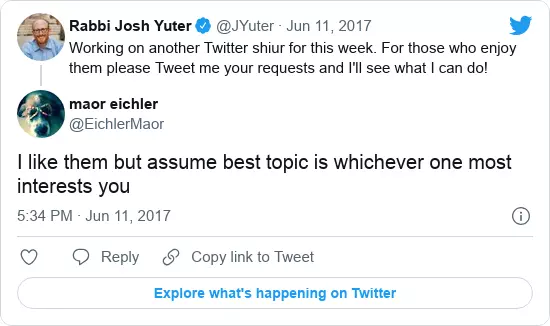 Rabbi Josh Yuter @JYuter · Jun 11, 2017
Working on another Twitter shiur for this week. For those who enjoy
them please Tweet me your requests and I'll see what I can do!
maor eichler
@EichlerMaor
I like them but assume best topic is whichever one most
interests you
5:34 PM · Jun 11, 2017
Reply Copy link to Tweet
Explore what's happening on Twitter